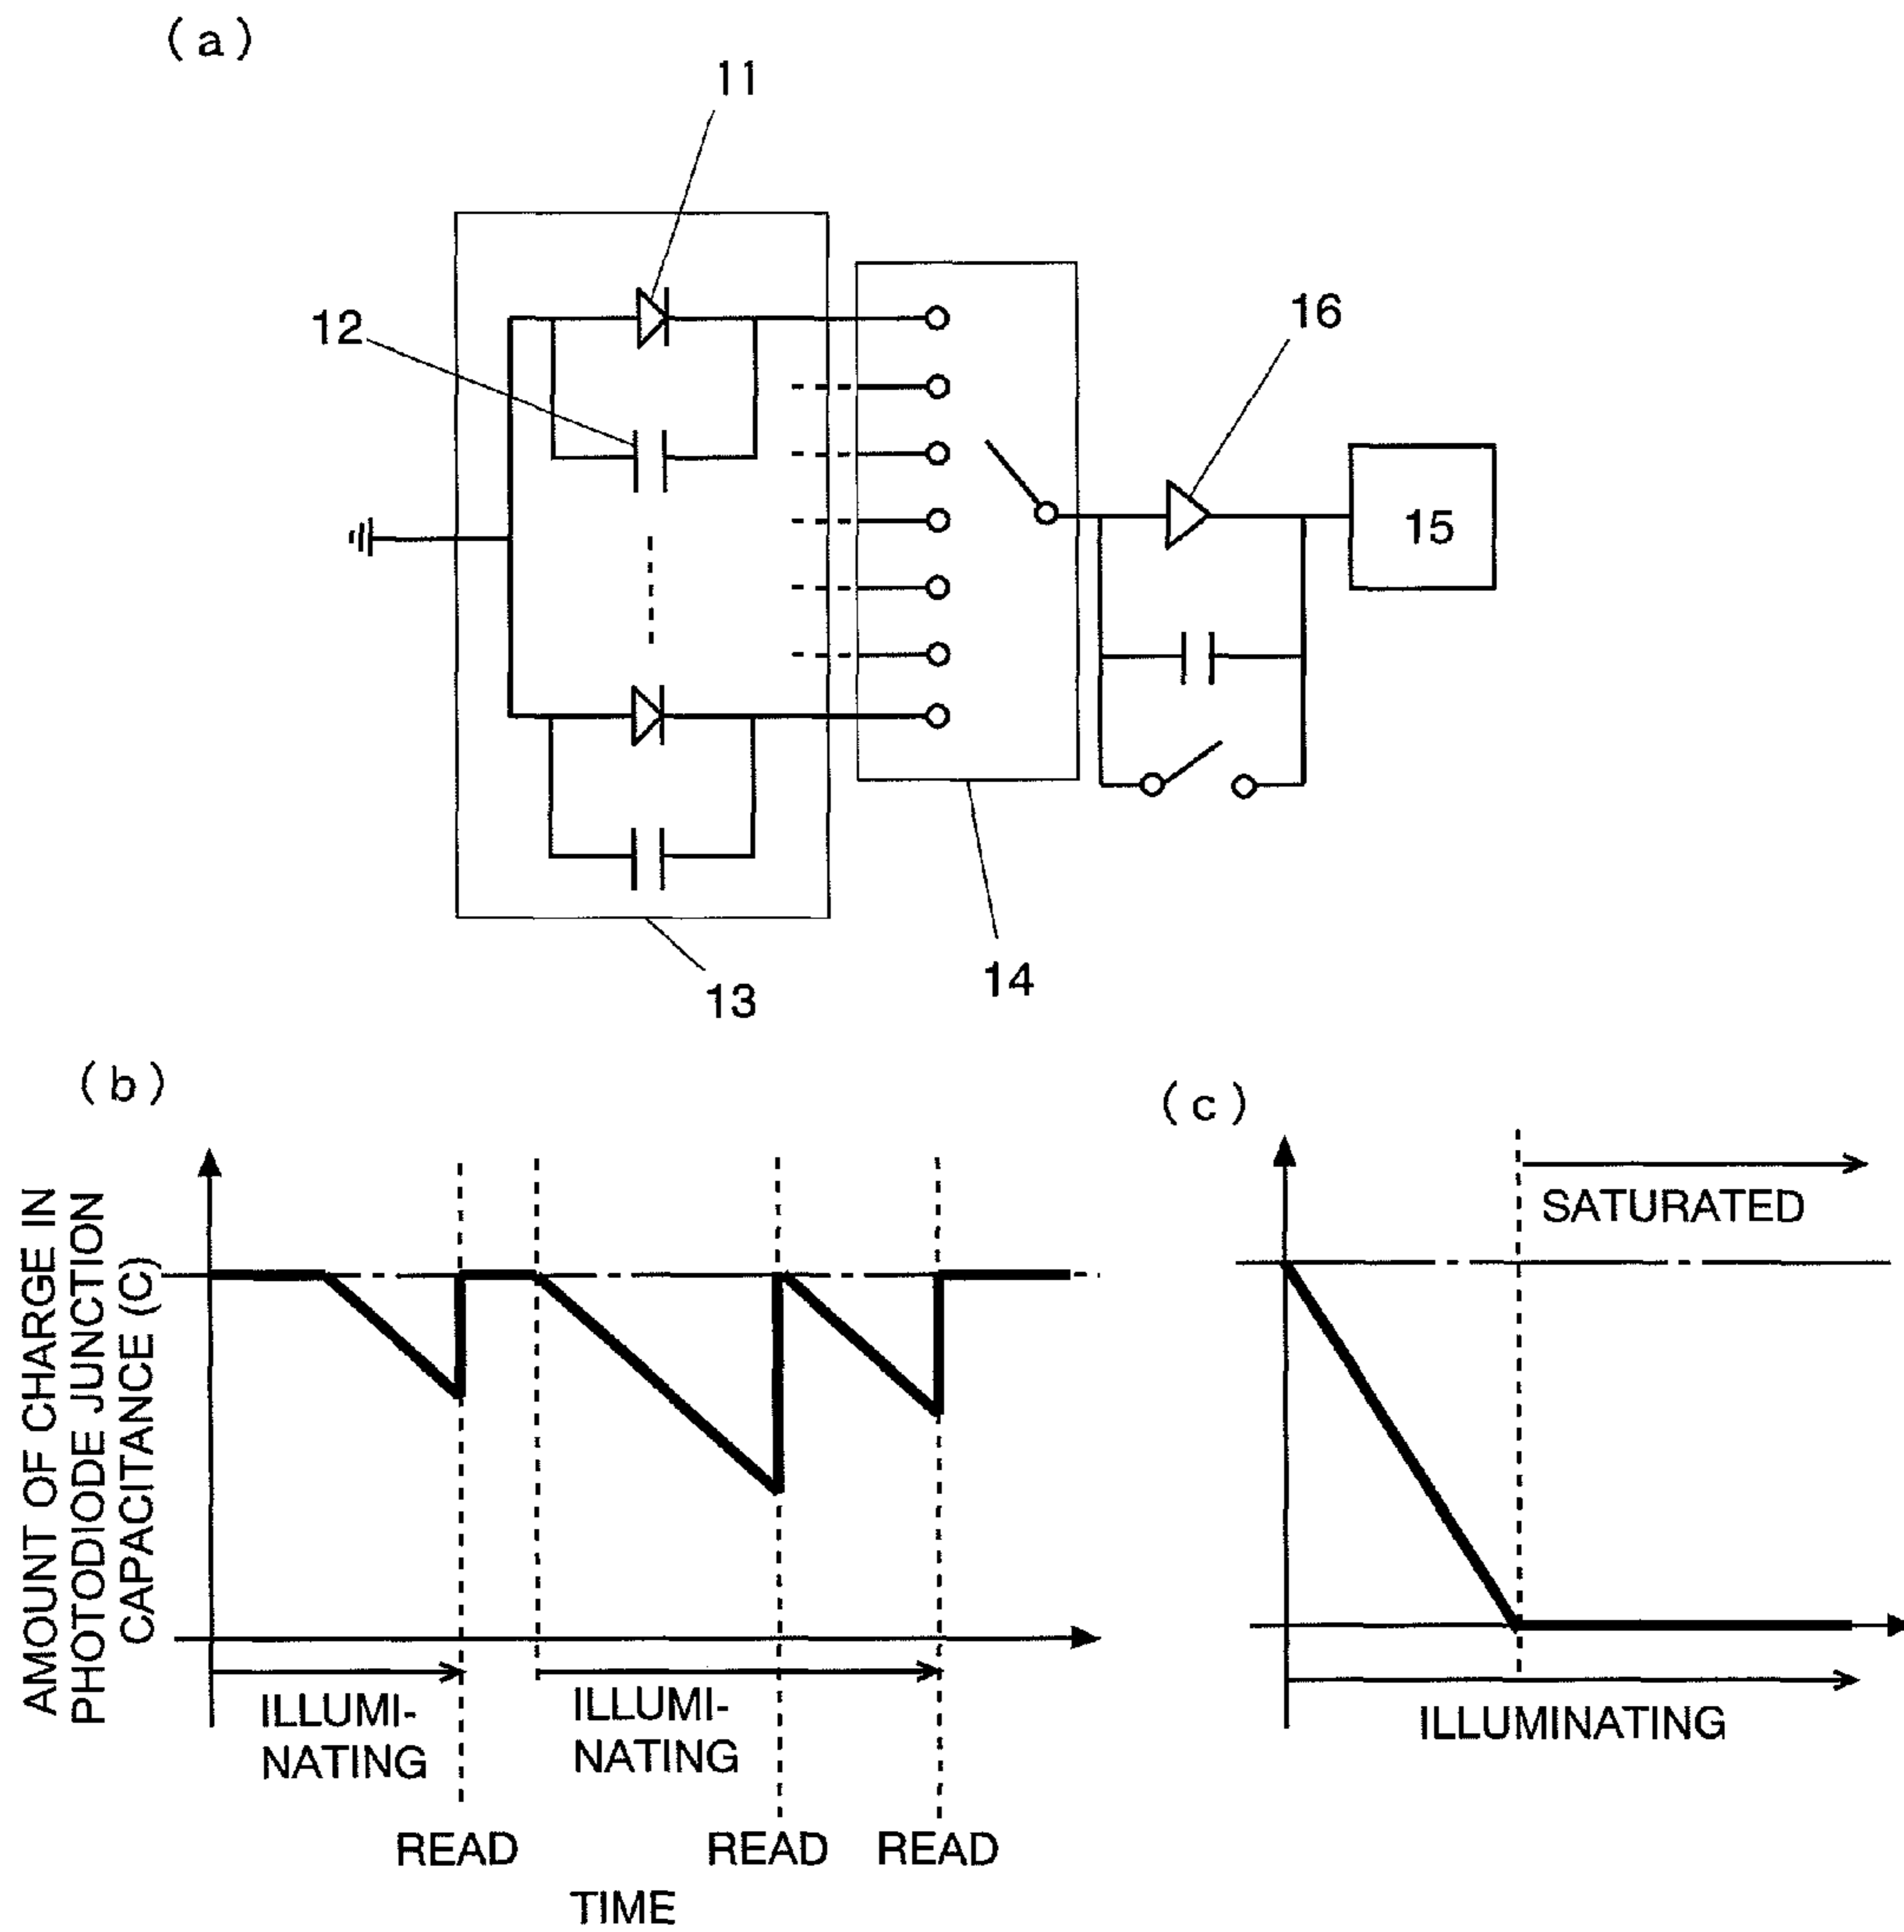 (a)
11
12
16
15
14
13
(b)
AMOUNT OF CHARGE IN
PHOTODIODE JUNCTION
CAPACITANCE (C)
ILLUMI-
NATING
ILLUMI-
NATING
READ
READ
READ
TIME
(c)
SATURATED
ILLUMINATING